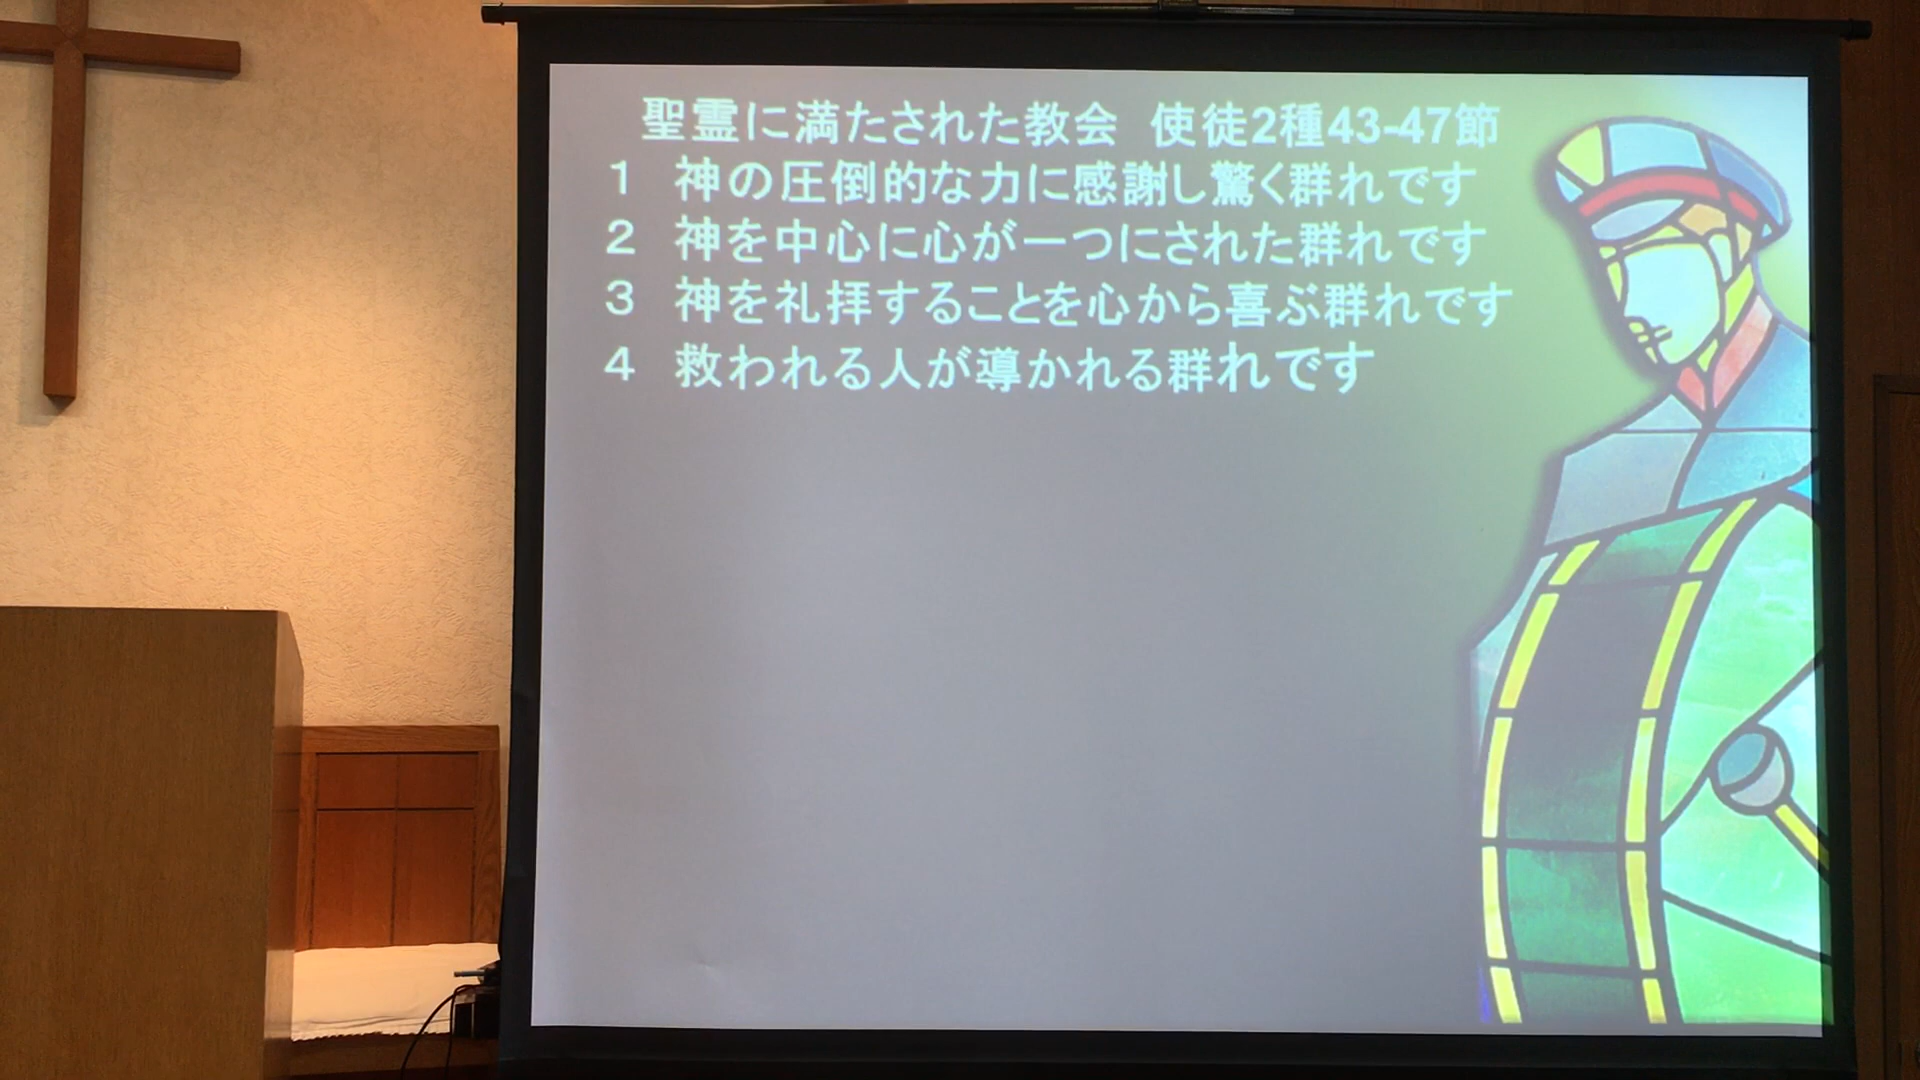 聖霊に満たされた教会　使徒2種43-47節
１　神の圧倒的な力に感謝し驚く群れです
２　神を中心に心が一つにされた群れです
３　神を礼拝することを心から喜ぶ群れです
４　救われる人が導かれる群れです